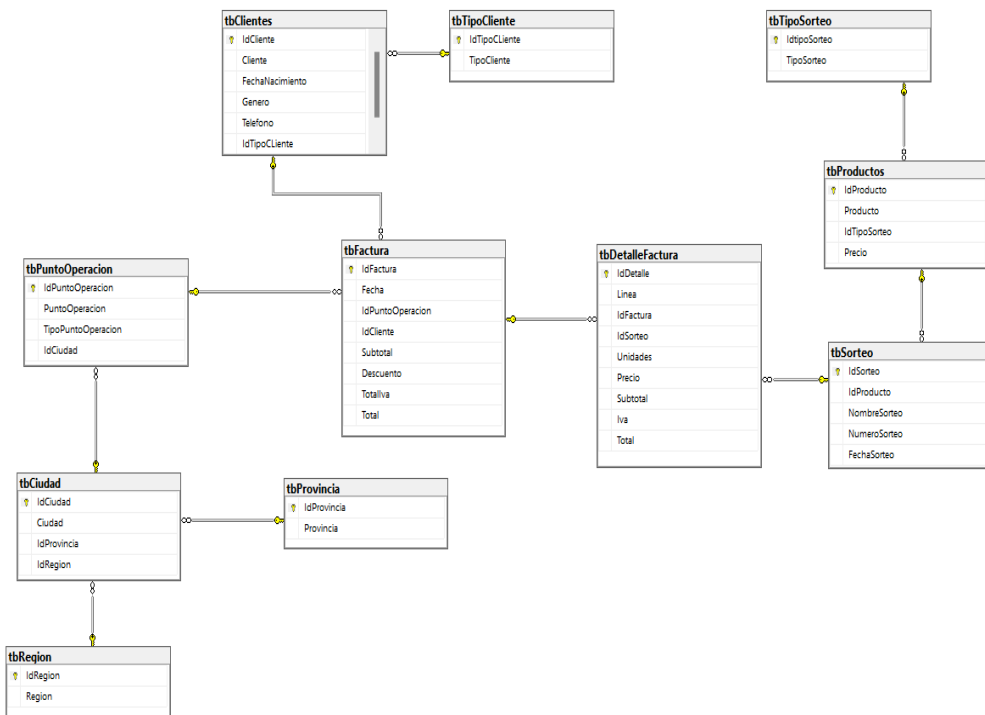 tbClientes
IdCliente
Cliente
FechaNacimiento
Genero
Telefono
IdTipoCLiente
tbTipoCliente
IdTipoCLiente
TipoCliente
tbTipoSorteo
IdtipoSorteo
TipoSorteo
tbProductos
IdProducto
Producto
IdTipoSorteo
Precio
tbFactura
IdFactura
Fecha
IdPuntoOperacion
IdCliente
Subtotal
Descuento
TotalIva
Total
tbDetalleFactura
IdDetalle
Linea
IdFactura
IdSorteo
Unidades
Precio
Subtotal
Iva
Total
tbPuntoOperacion
IdPuntoOperacion
PuntoOperacion
TipoPuntoOperacion
IdCiudad
tbSorteo
IdSorteo
IdProducto
NombreSorteo
NumeroSorteo
FechaSorteo
tbCiudad
IdCiudad
Ciudad
IdProvincia
IdRegion
tbProvincia
IdProvincia
Provincia
tbRegion
IdRegion
Region